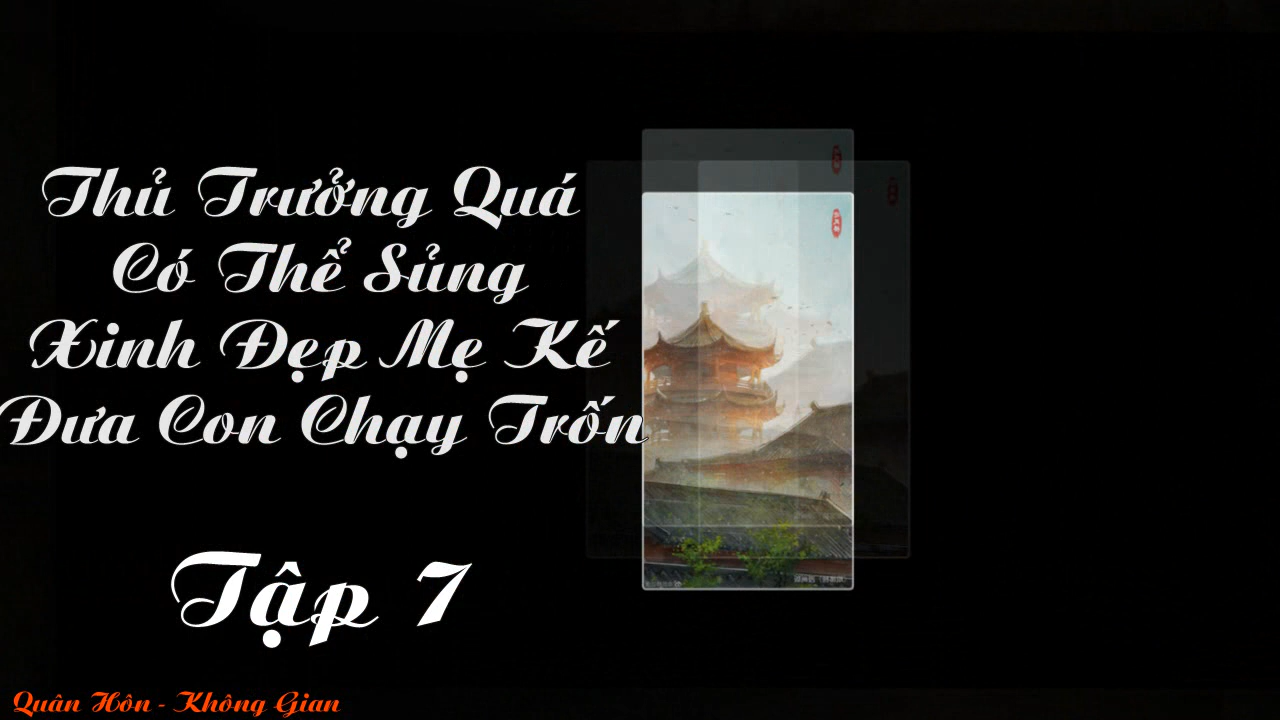 Thủ Trưởng Quá
Có Thể Sủng
Xinh Đẹp Mẹ Kế
Đưa Con Chạy Trốn
Tập 7
Quân Hôn - Không Gian